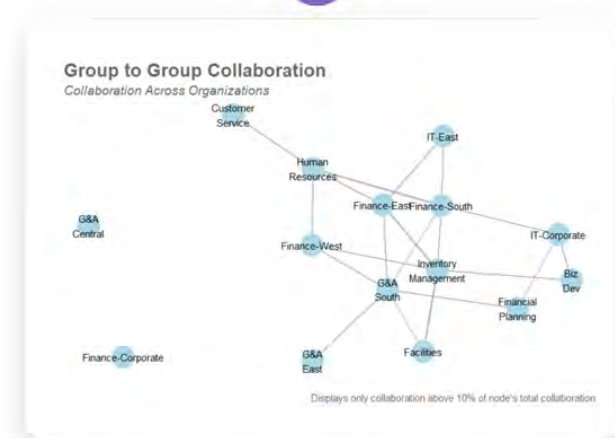 Group to Group Collaboration
Collaboration Across Organizations
Customer
Service
IT-East
Human
Resources
Finance-East
Finance-South
G&A
Central
Finance-West
IT-Corporate
Inventory
Management
Biz
Dev
G&A
South
Financial
Planning
Finance-Corporate
G&A
East
Facilities
Displays only collaboration above 10% of node's total collaboration